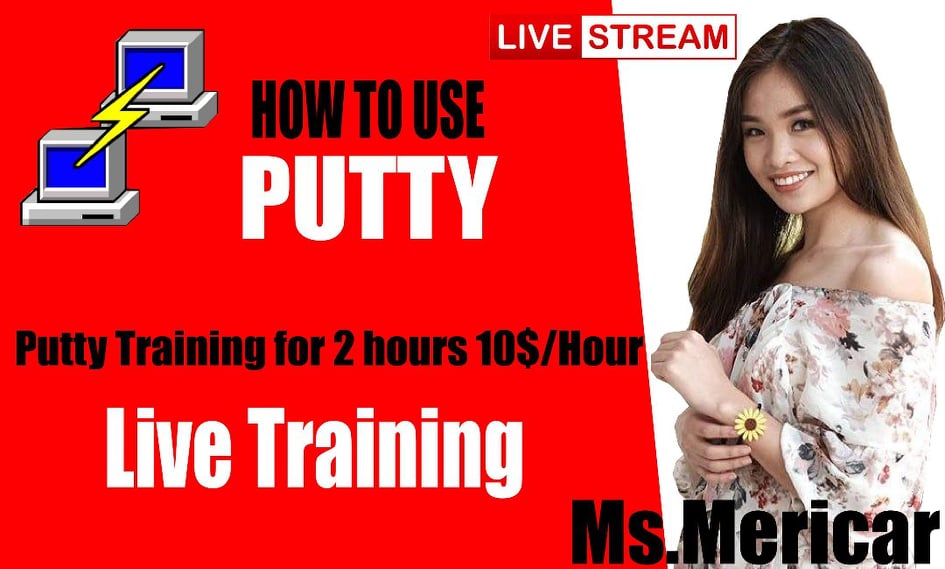 LIVE STREAM
HOW TO USE
PUTTY
Putty Training for 2 hours 10$/Hour
Live Training
Ms.Mericar